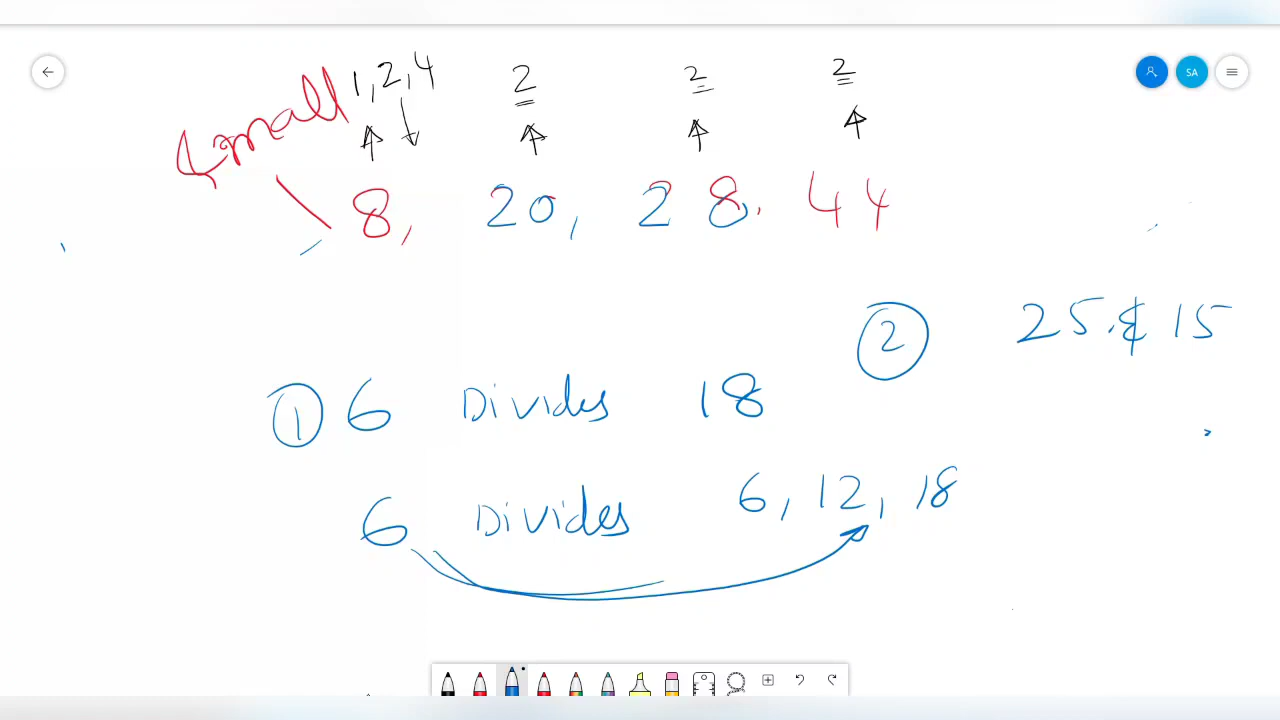 small 1,2,4 2 2 2
8, 20, 28. 44
② 25 & 15
① 6 Divides 18
6 Divides 6, 12, 18
SA